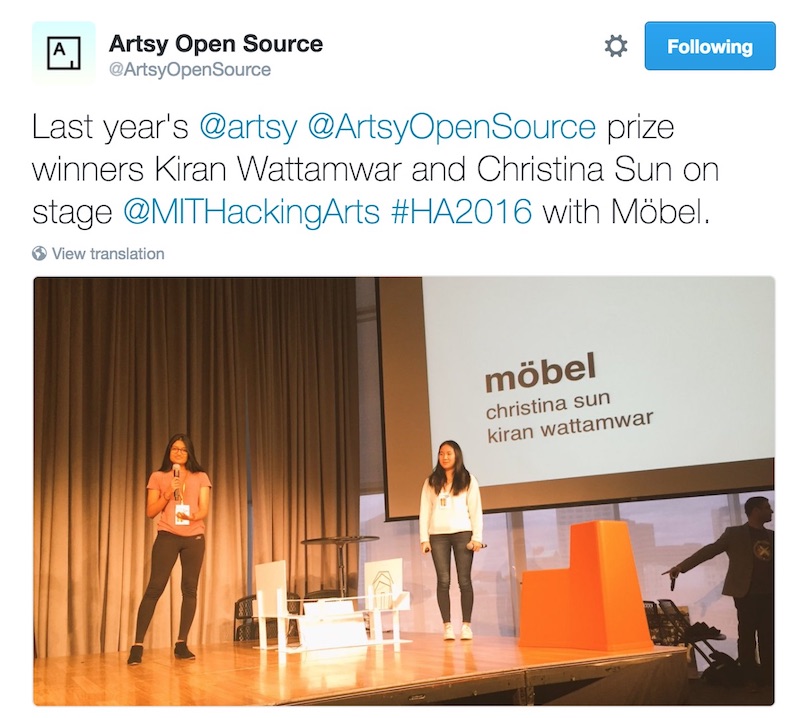 A
Artsy Open Source
@ArtsyOpenSource
Following
Last year's @artsy @ArtsyOpenSource prize
winners Kiran Wattamwar and Christina Sun on
stage @MITHackingArts #HA2016 with Möbel.
View translation
möbel
christina sun
kiran wattamwar